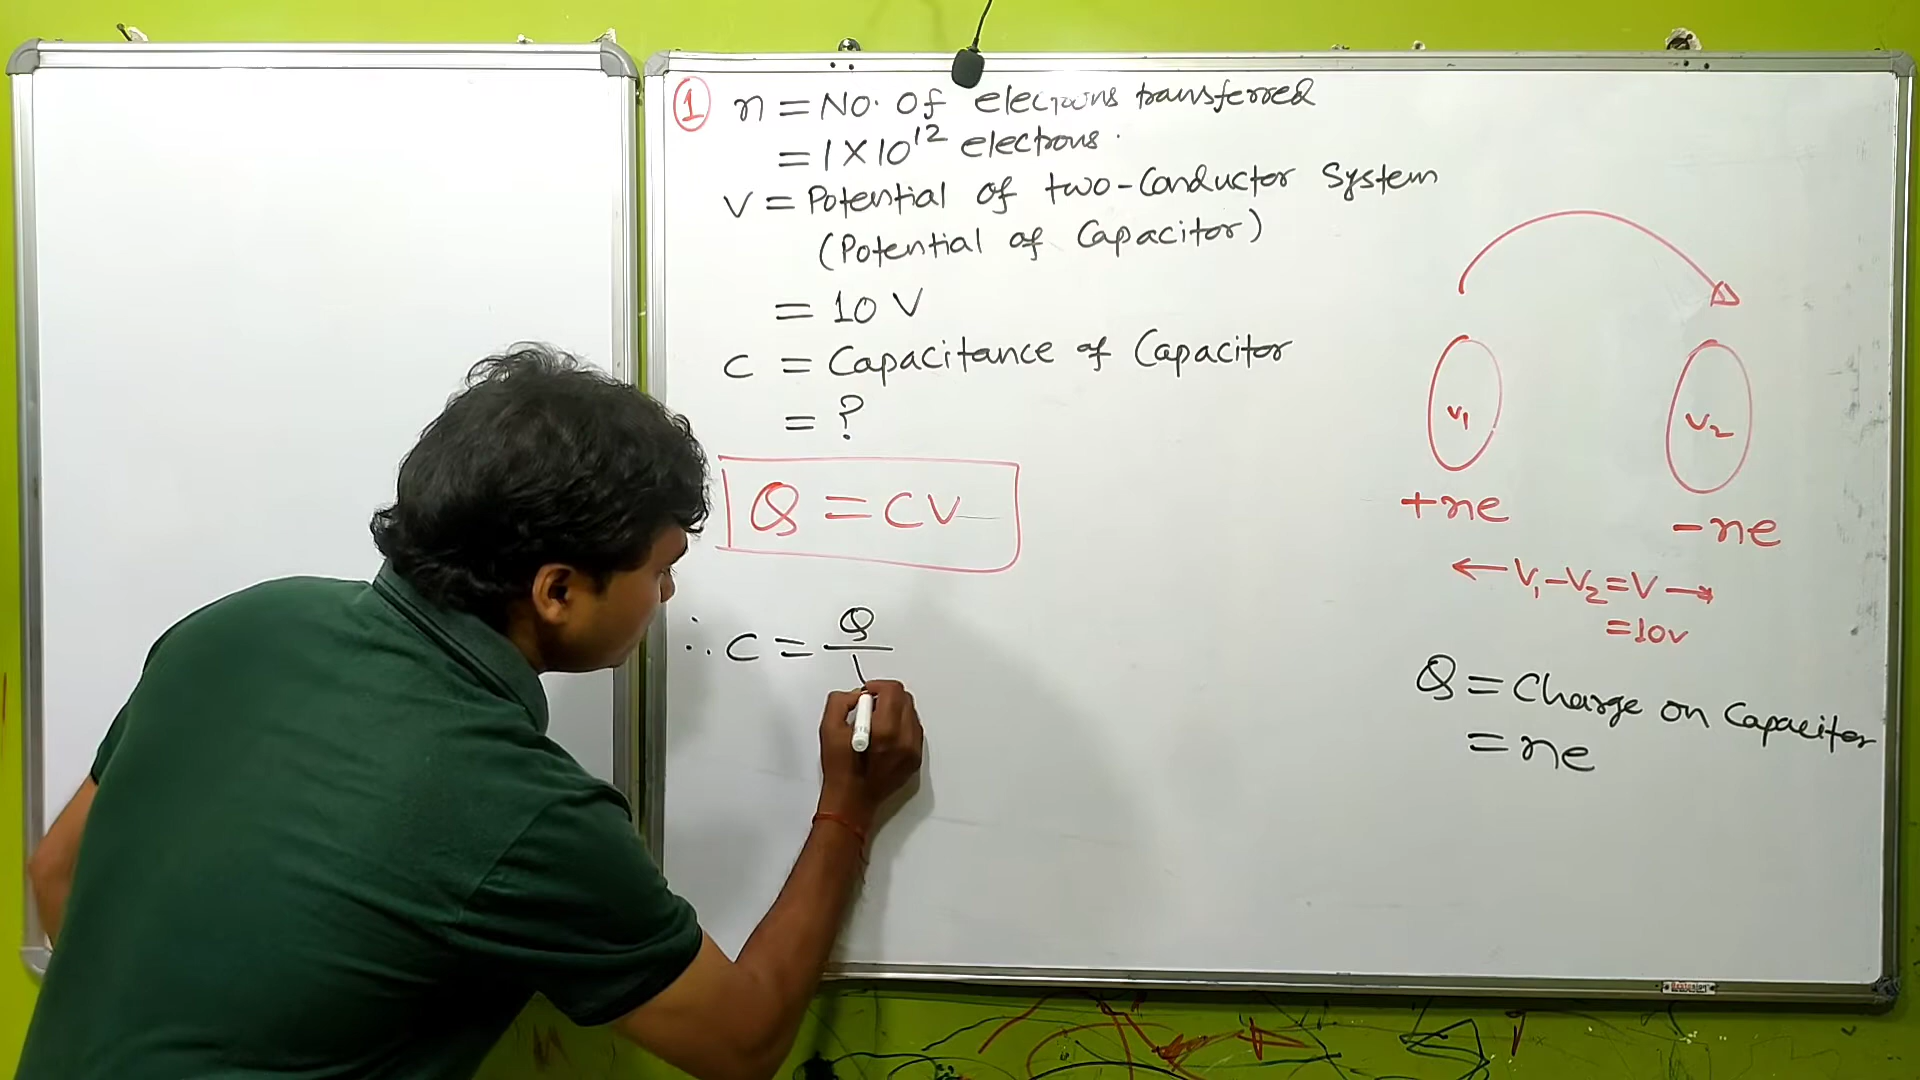 1 n = No. of electrons transferred
= 1 X 10^12 electrons.
V = Potential of two-Conductor System
(Potential of Capacitor)
= 10 V
C = Capacitance of Capacitor
= ?
Q = CV
∴ C = Q/
V1
V2
+ne
-ne
← V1-V2=V →
=10V
Q = Charge on Capacitor
= ne